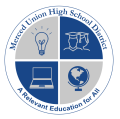 Merced Union High School District
A Relevant Education for All